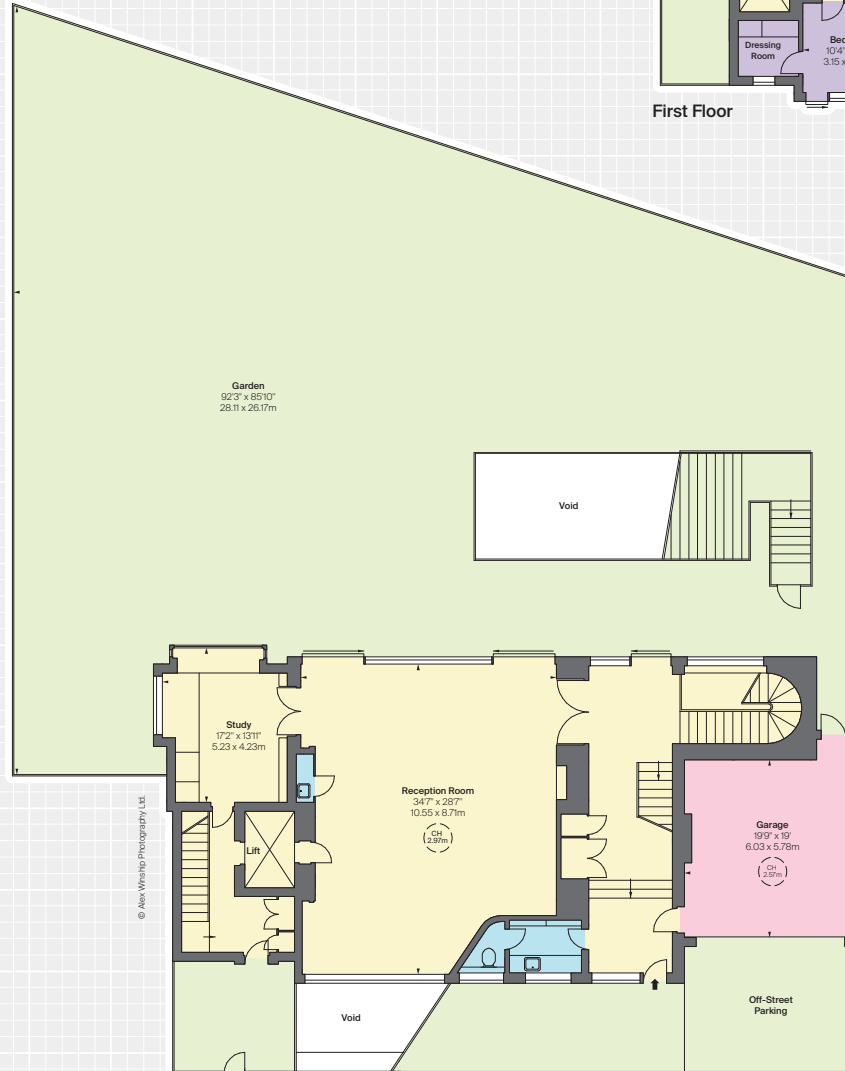 Dressing
Room
Bed
10'4"
3.15 x
First Floor
Garden
92'3" x 85'10"
28.11 x 26.17m
Void
Study
17'2" x 13'11"
5.23 x 4.23m
Reception Room
34'7" x 28'7"
10.55 x 8.71m
CH
2.97m
Lift
Garage
19'9" x 19'
6.03 x 5.78m
CH
2.57m
© Alex Winship Photography Ltd.
Off-Street
Parking
Void